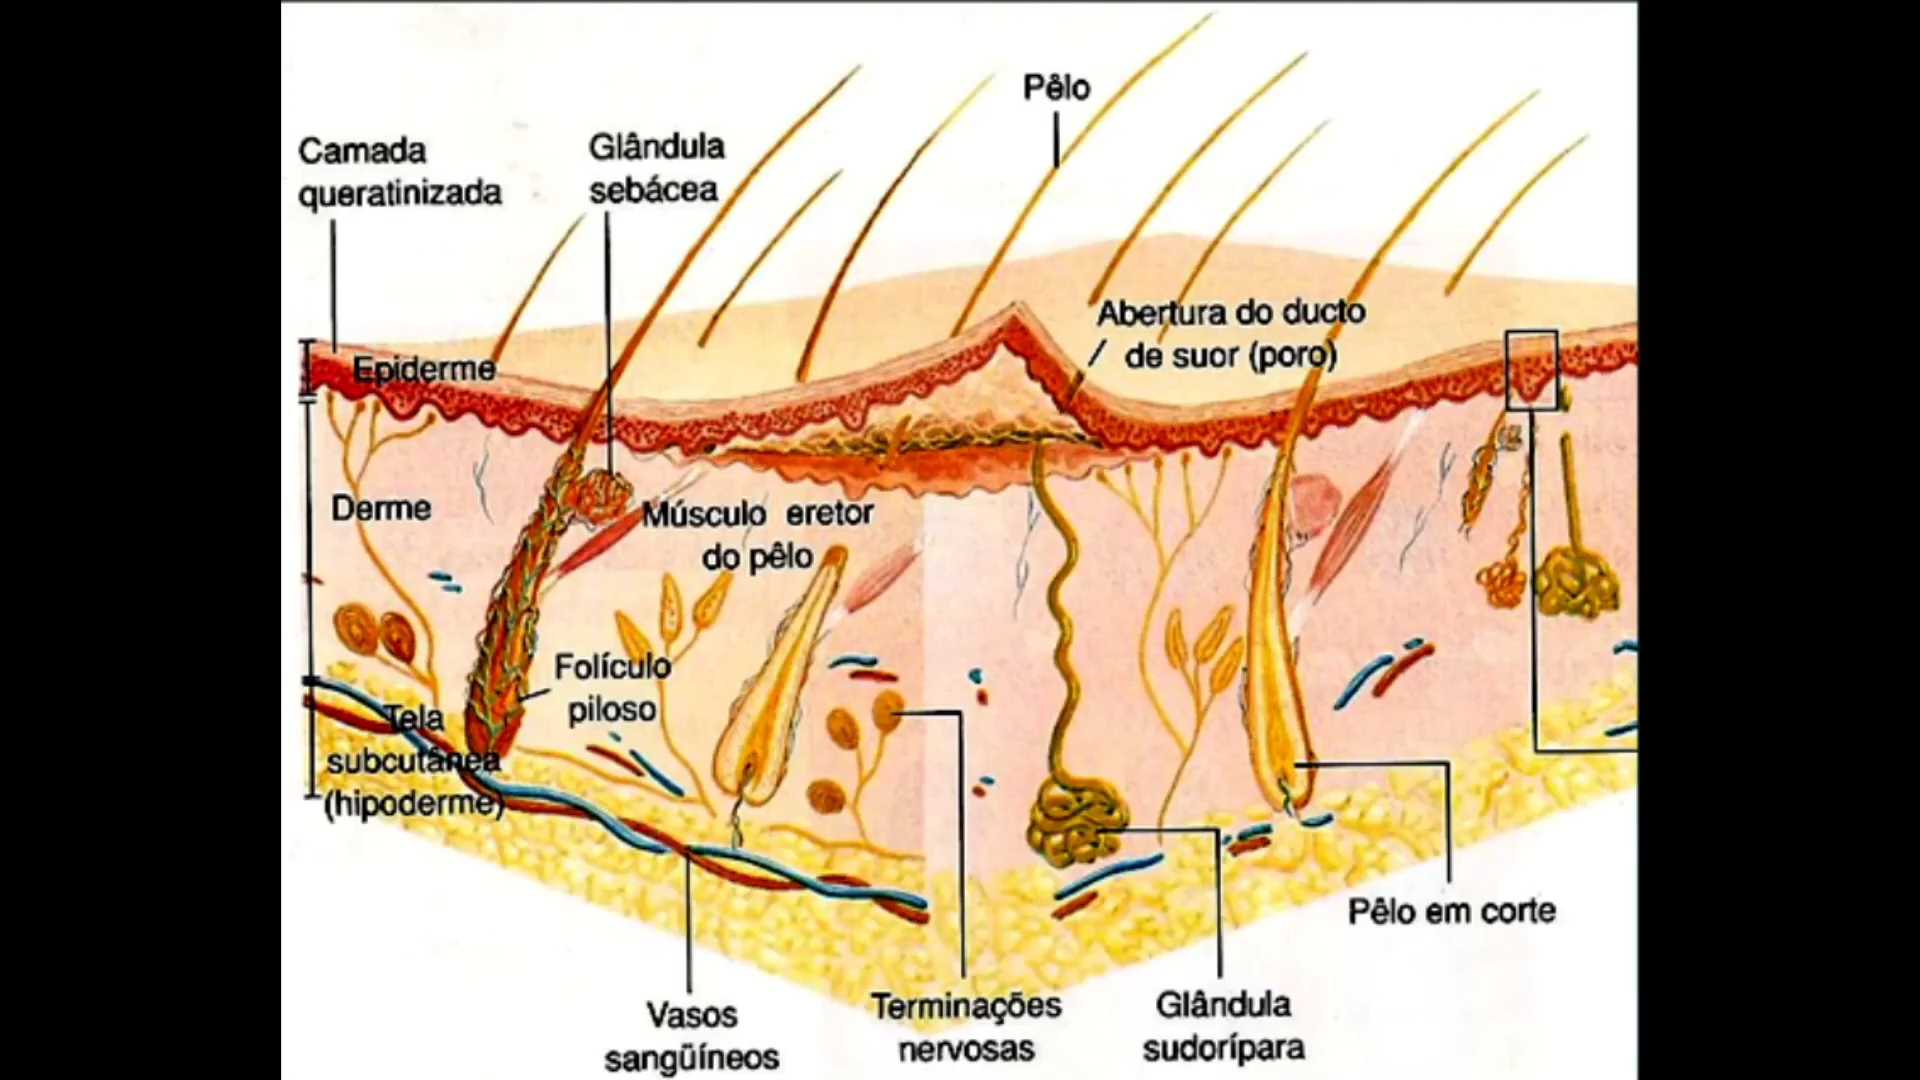 Pêlo
Camada
queratinizada
Glândula
sebácea
Abertura do ducto
de suor (poro)
Epiderme
Derme
Músculo eretor
do pêlo
Folículo
piloso
Tela
subcutânea
(hipoderme)
Pêlo em corte
Vasos
sangüíneos
Terminações
nervosas
Glândula
sudorípara